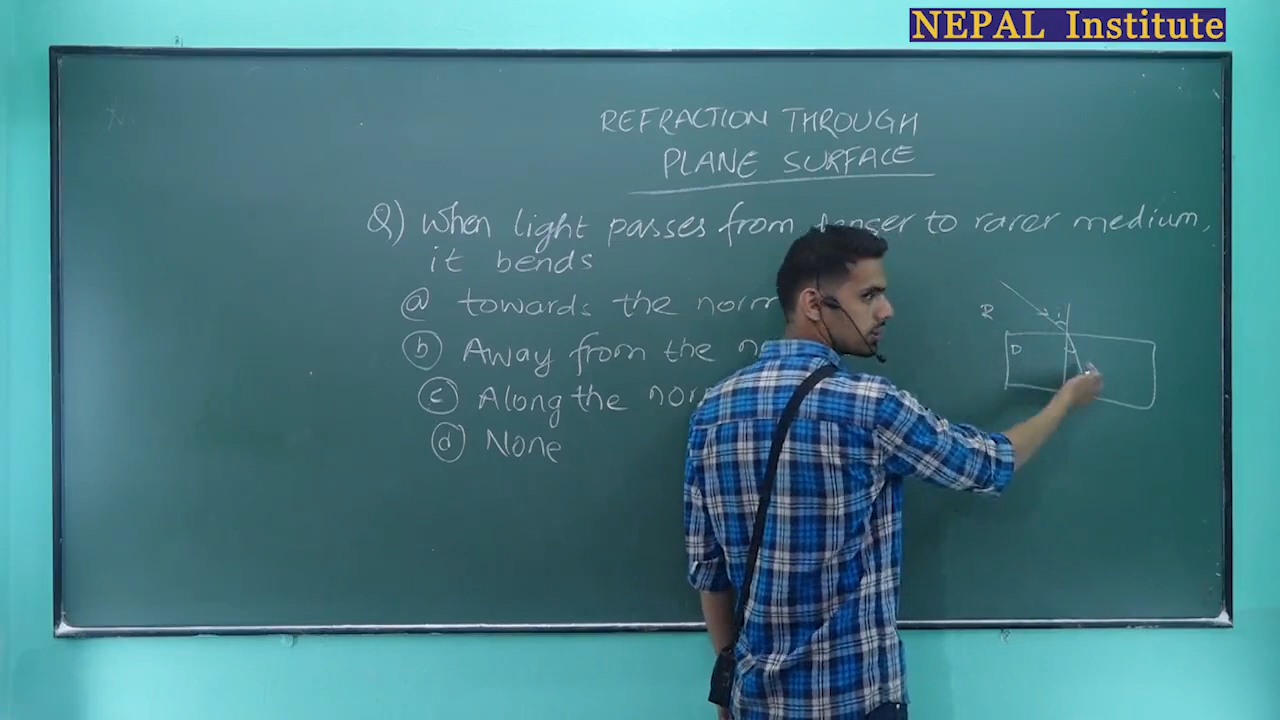 NEPAL Institute
REFRACTION THROUGH
PLANE SURFACE
Q) When light passes from denser to rarer medium,
it bends
(a) towards the norm
(b) Away from the
(c) Along the nor
(d) None
R
i
D